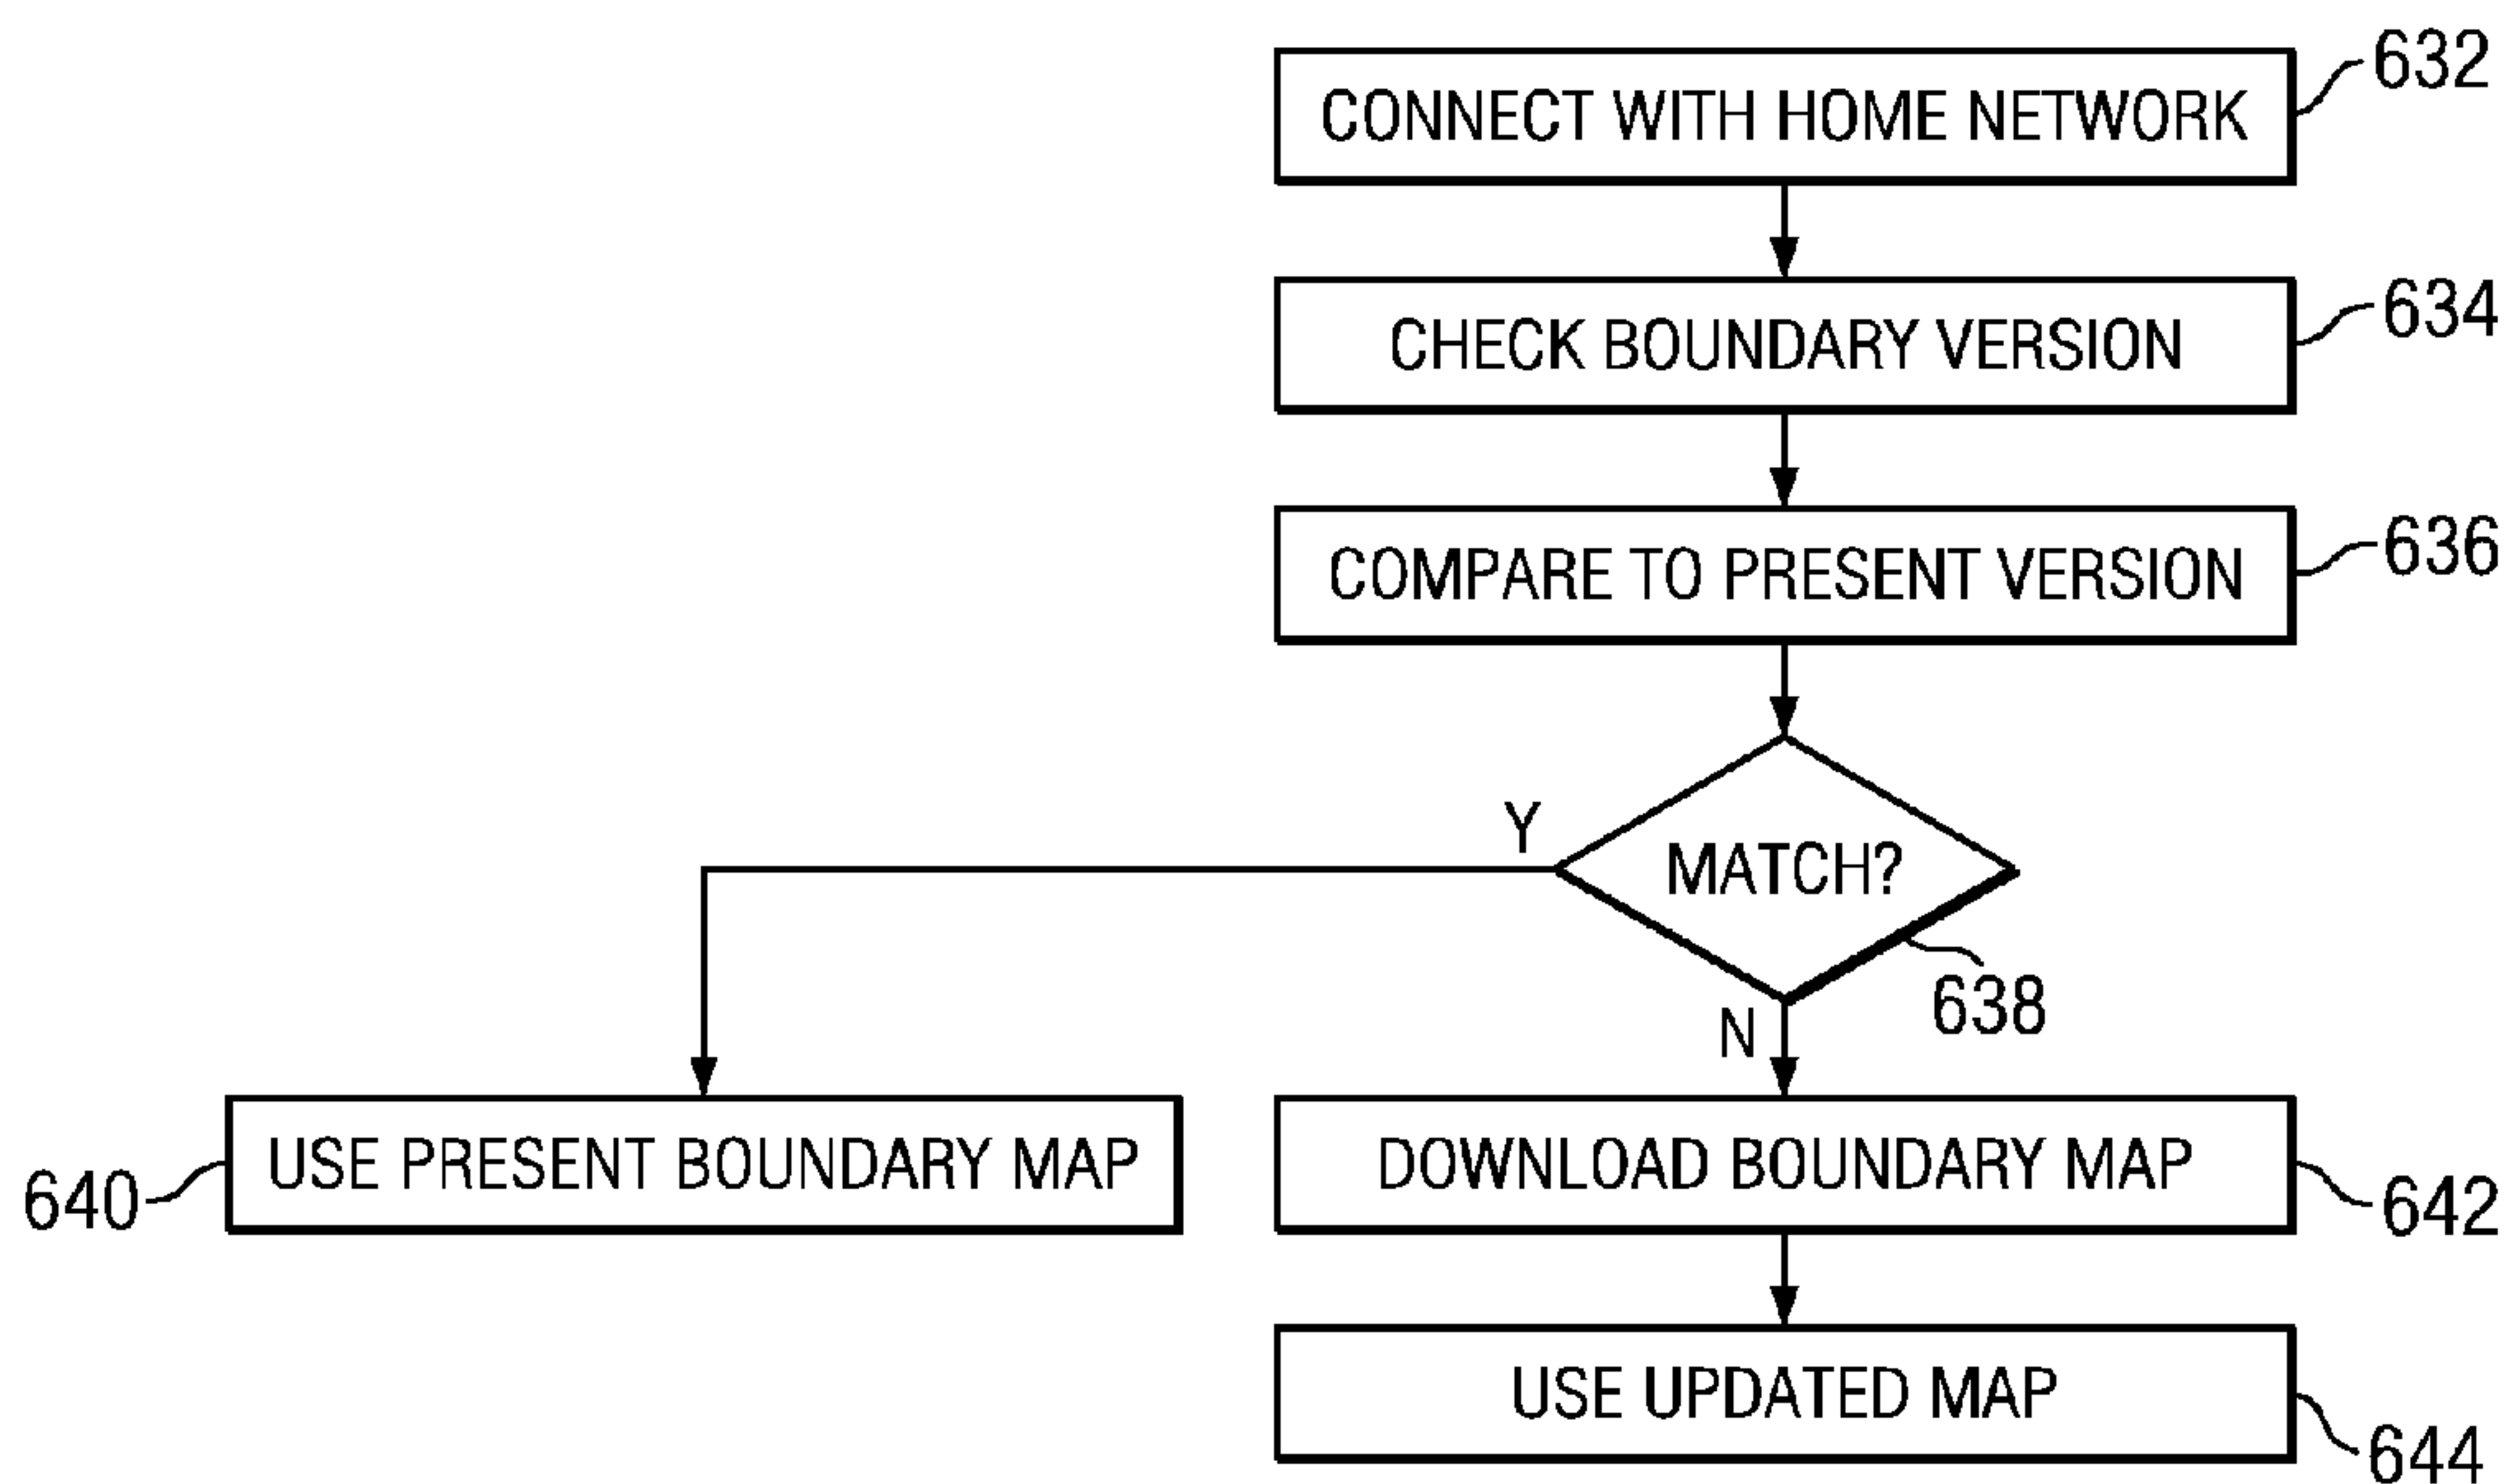 CONNECT WITH HOME NETWORK
632
CHECK BOUNDARY VERSION
634
COMPARE TO PRESENT VERSION
636
Y
MATCH?
638
N
640
USE PRESENT BOUNDARY MAP
DOWNLOAD BOUNDARY MAP
642
USE UPDATED MAP
644